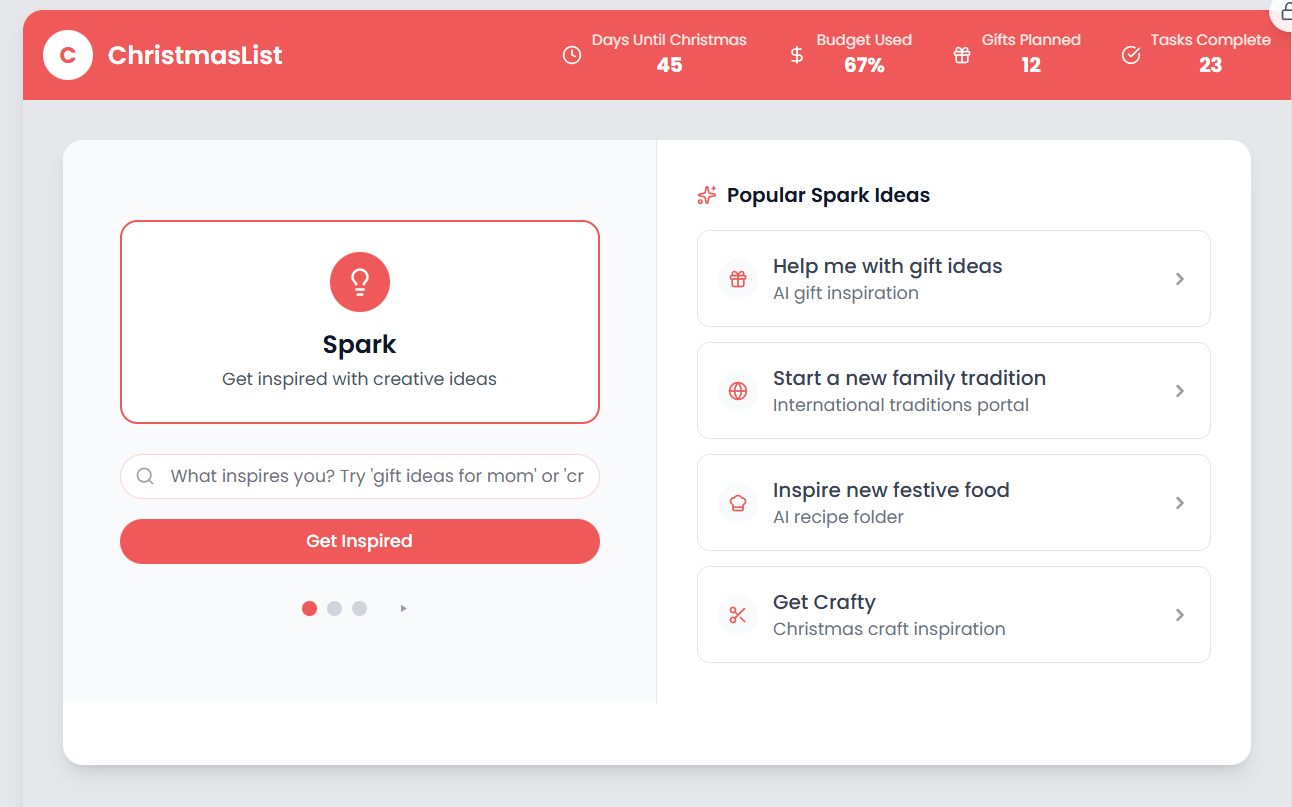 C
ChristmasList
Days Until Christmas
45
Budget Used
67%
Gifts Planned
12
Tasks Complete
23
Spark
Get inspired with creative ideas
What inspires you? Try 'gift ideas for mom' or 'cr
Get Inspired
Popular Spark Ideas
Help me with gift ideas
AI gift inspiration
Start a new family tradition
International traditions portal
Inspire new festive food
AI recipe folder
Get Crafty
Christmas craft inspiration